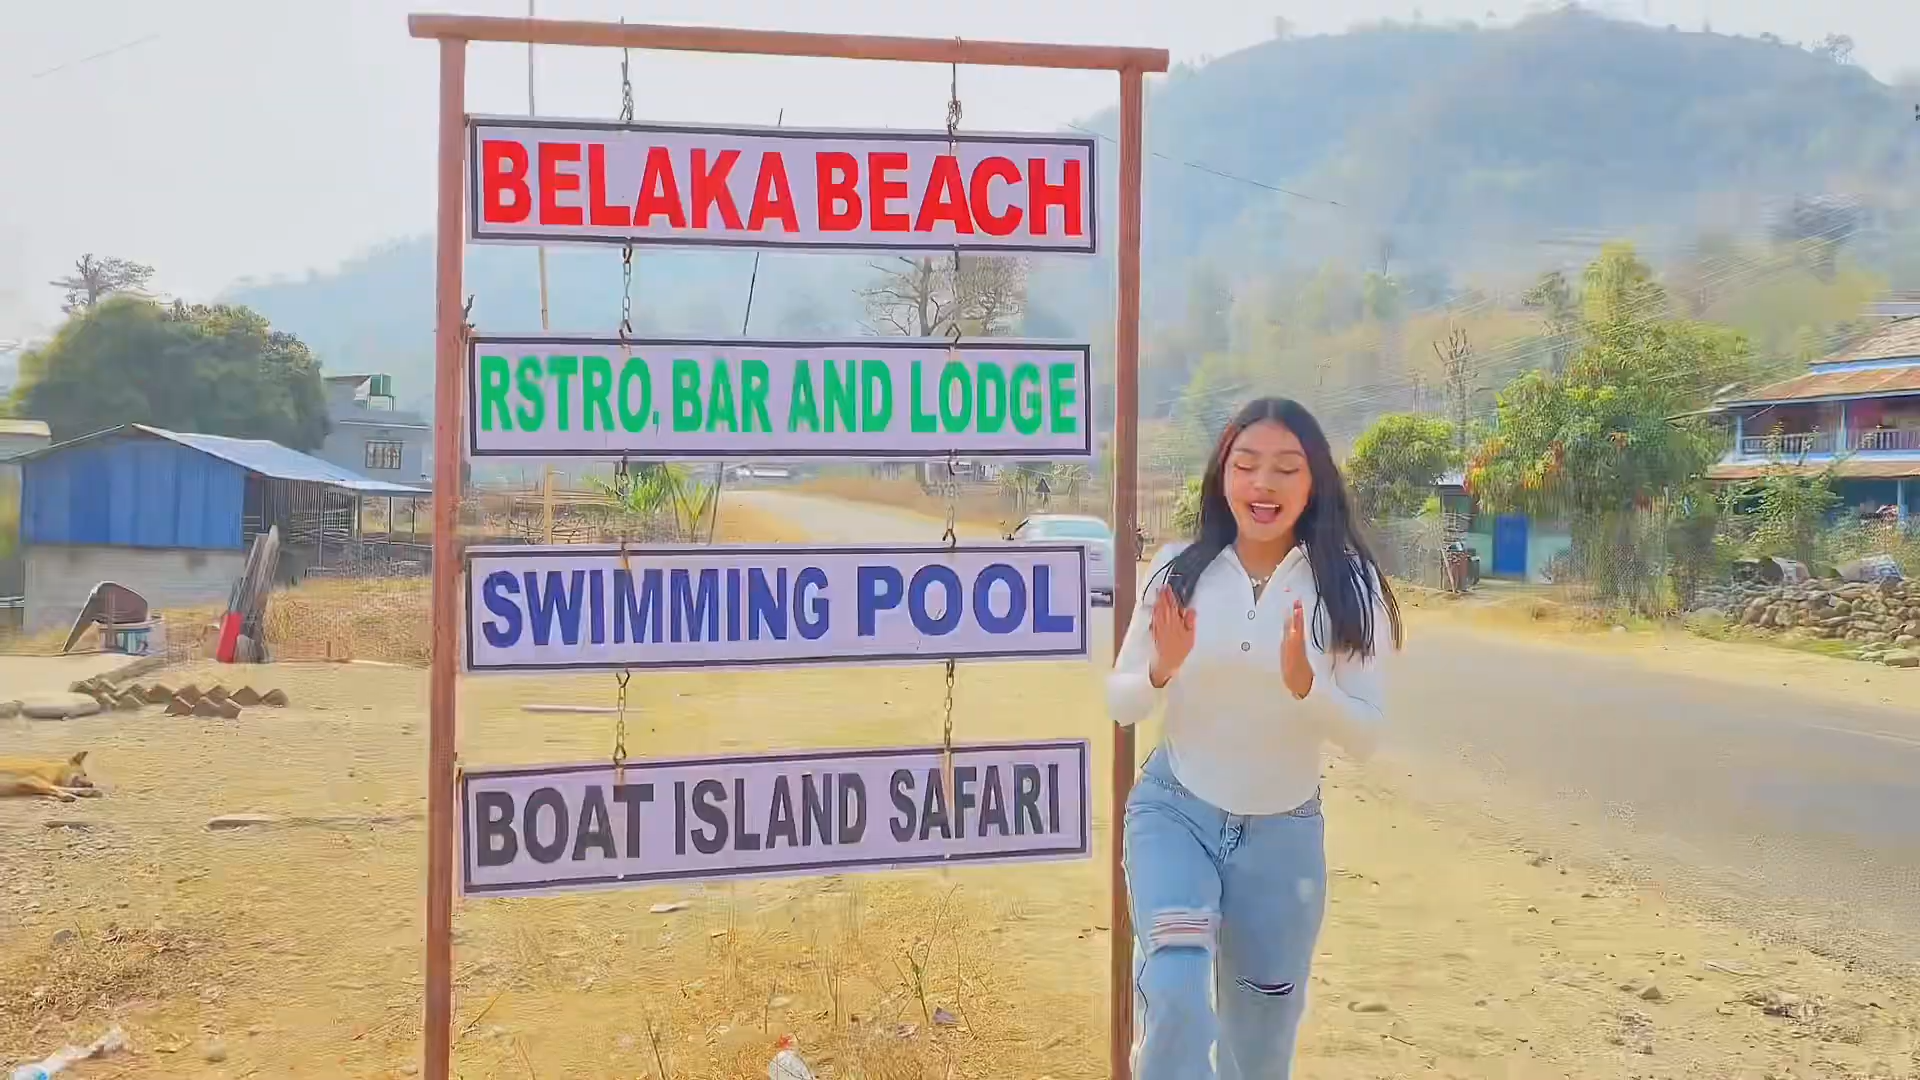 BELAKA BEACH
RSTRO, BAR AND LODGE
SWIMMING POOL
BOAT ISLAND SAFARI